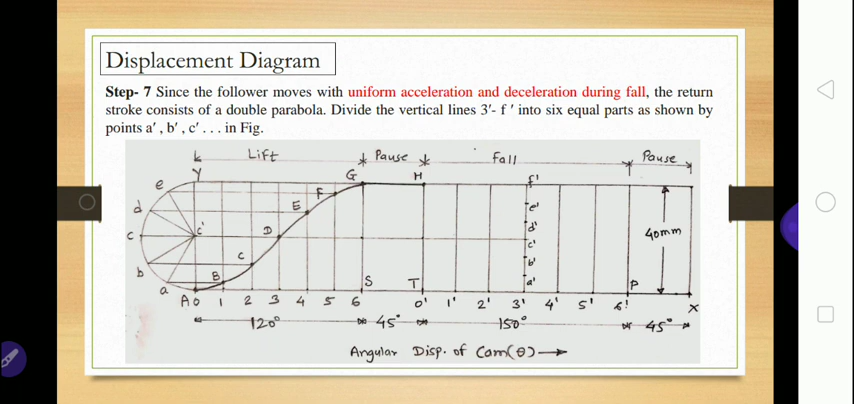 Displacement Diagram
Step- 7 Since the follower moves with uniform acceleration and deceleration during fall, the return
stroke consists of a double parabola. Divide the vertical lines 3′- f ′ into six equal parts as shown by
points a′ , b′ , c′ . . . in Fig.
Lift Pause Fall Pause
Y G H f'
e F e'
d E d'
c c' D c' 40mm
b C b'
a B S T a' P
A 0 1 2 3 4 5 6 0' 1' 2' 3' 4' 5' 6' X
120° 45° 150° 45°
Angular Disp. of Cam(θ)→